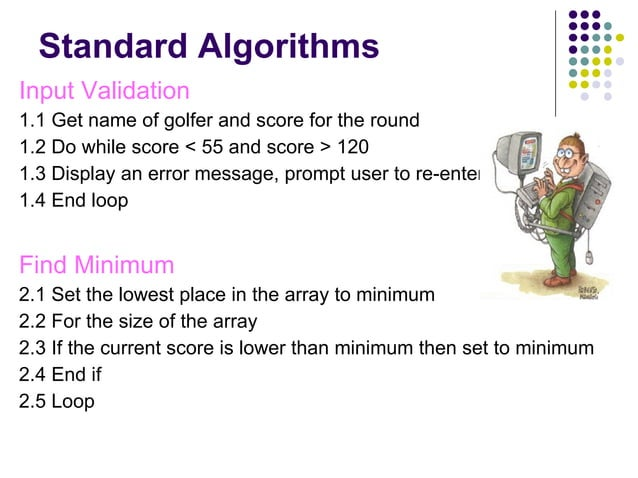 Standard Algorithms
Input Validation
1.1 Get name of golfer and score for the round
1.2 Do while score < 55 and score > 120
1.3 Display an error message, prompt user to re-enter
1.4 End loop
Find Minimum
2.1 Set the lowest place in the array to minimum
2.2 For the size of the array
2.3 If the current score is lower than minimum then set to minimum
2.4 End if
2.5 Loop